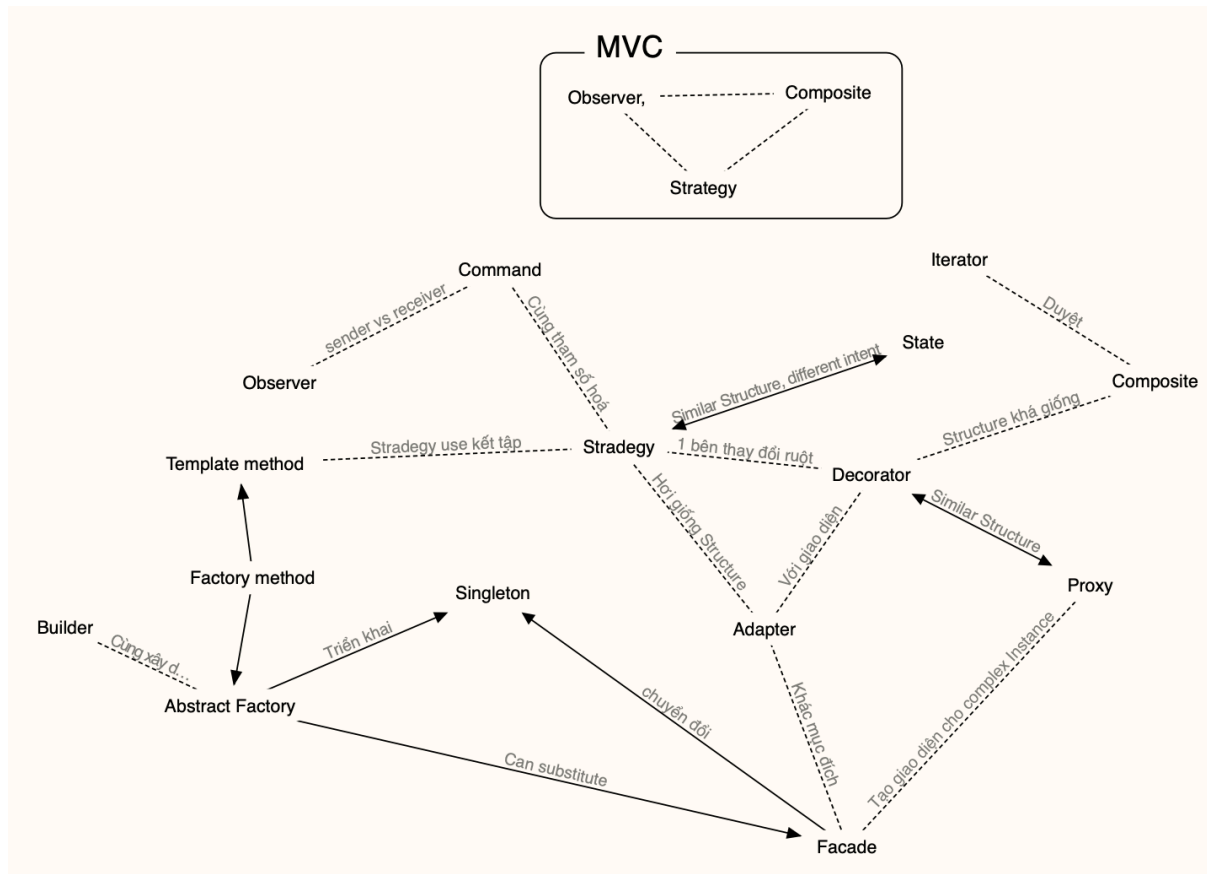 MVC
Observer,
Composite
Strategy
Command
Iterator
sender vs receiver
Cùng tham số hoá
Duyệt
State
Similar Structure, different intent
Observer
Composite
Structure khá giống
Stradegy use kết tập
Stradegy
1 bên thay đổi ruột
Template method
Decorator
Hơi giống Structure
Với giao diện
Similar Structure
Factory method
Singleton
Proxy
Builder
Cùng xây d...
Triển khai
Adapter
Abstract Factory
chuyển đổi
Khác mục đích
Tạo giao diện cho complex Instance
Can substitute
Facade